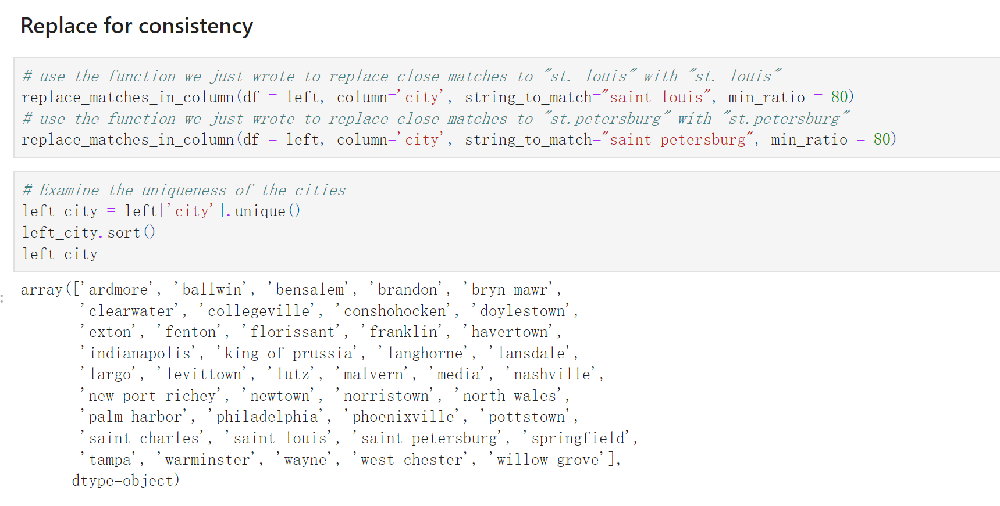 Replace for consistency
# use the function we just wrote to replace close matches to "st. louis" with "st. louis"
replace_matches_in_column(df = left, column='city', string_to_match="saint louis", min_ratio = 80)
# use the function we just wrote to replace close matches to "st.petersburg" with "st.petersburg"
replace_matches_in_column(df = left, column='city', string_to_match="saint petersburg", min_ratio = 80)
# Examine the uniqueness of the cities
left_city = left['city'].unique()
left_city.sort()
left_city
: array(['ardmore', 'ballwin', 'bensalem', 'brandon', 'bryn mawr',
'clearwater', 'collegeville', 'conshohocken', 'doylestown',
'exton', 'fenton', 'florissant', 'franklin', 'havertown',
'indianapolis', 'king of prussia', 'langhorne', 'lansdale',
'largo', 'levittown', 'lutz', 'malvern', 'media', 'nashville',
'new port richey', 'newtown', 'norristown', 'north wales',
'palm harbor', 'philadelphia', 'phoenixville', 'pottstown',
'saint charles', 'saint louis', 'saint petersburg', 'springfield',
'tampa', 'warminster', 'wayne', 'west chester', 'willow grove'],
dtype=object)